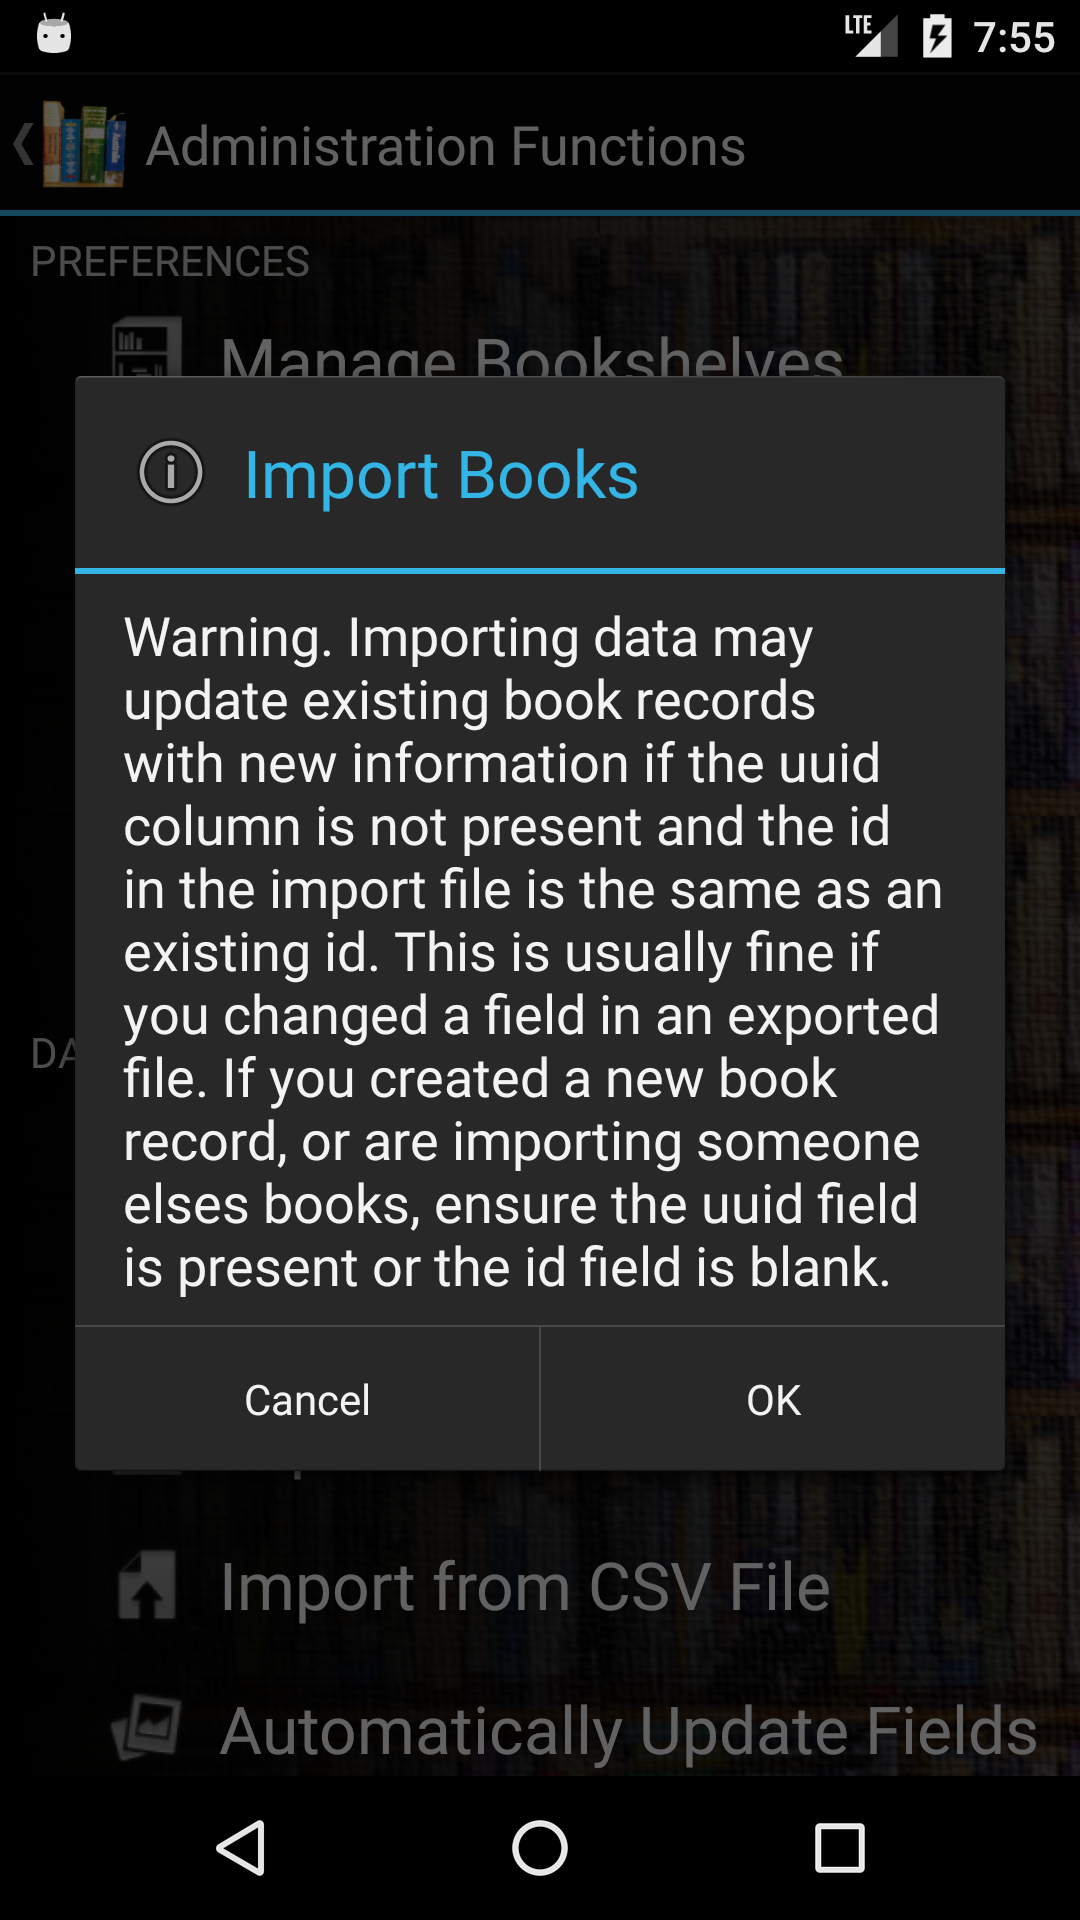 LTE 7:55
Administration Functions
PREFERENCES
Manage Bookshelves
Import Books
Warning. Importing data may
update existing book records
with new information if the uuid
column is not present and the id
in the import file is the same as an
existing id. This is usually fine if
you changed a field in an exported
file. If you created a new book
record, or are importing someone
elses books, ensure the uuid field
is present or the id field is blank.
Cancel OK
Import from CSV File
Automatically Update Fields